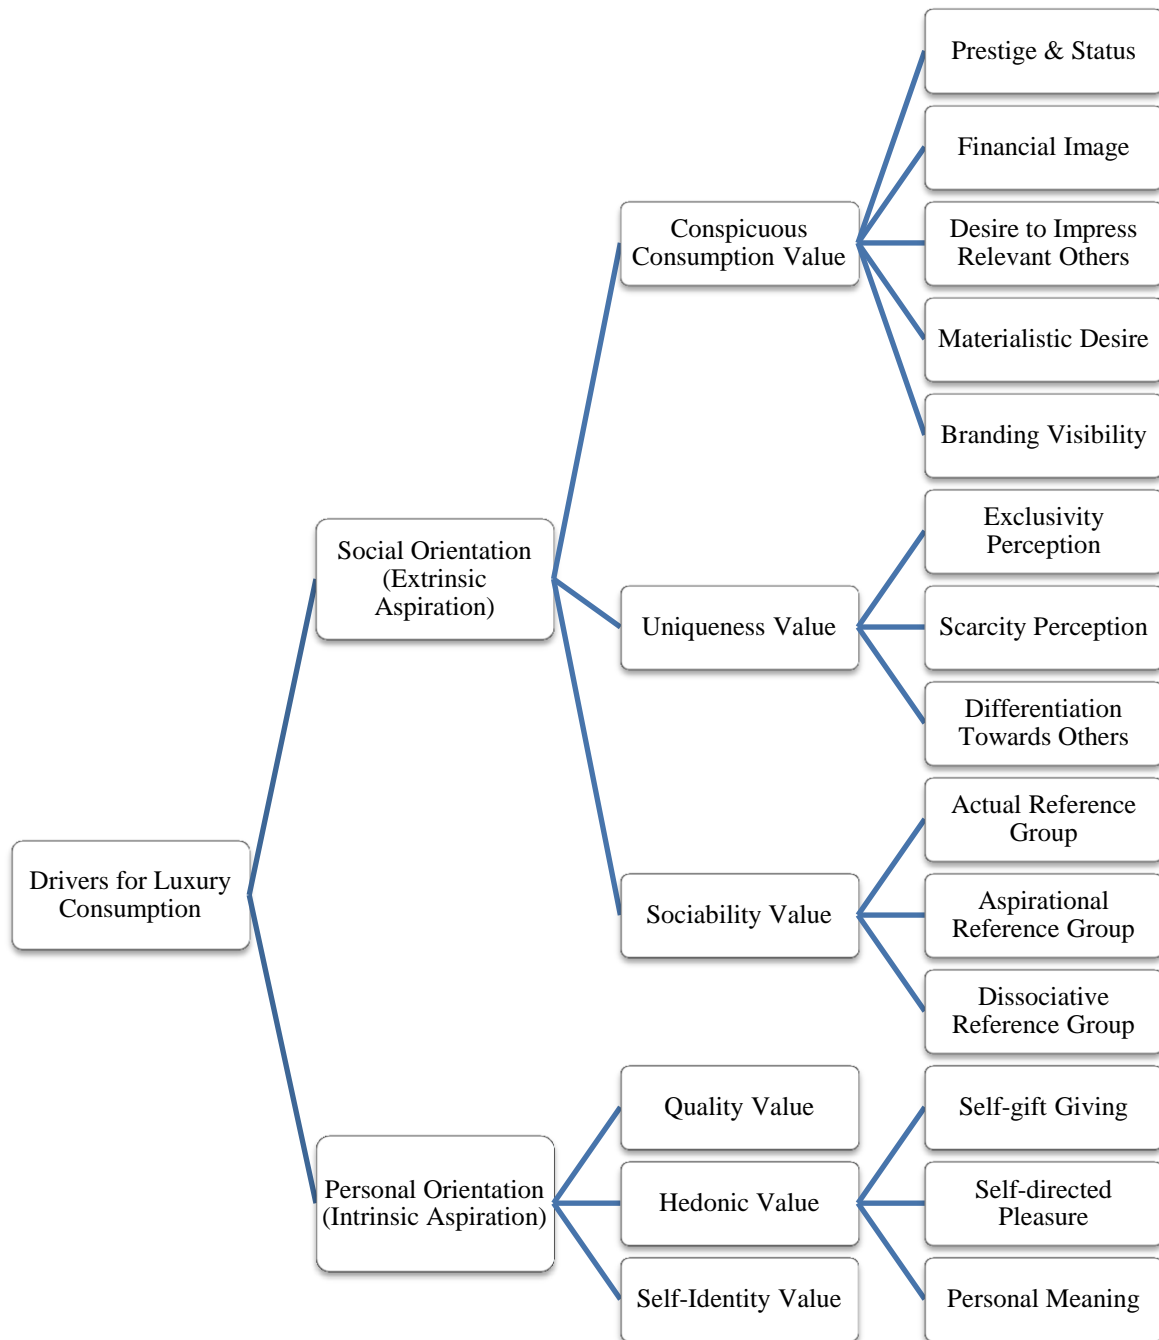 Drivers for Luxury
Consumption
Social Orientation
(Extrinsic
Aspiration)
Conspicuous
Consumption Value
Prestige & Status
Financial Image
Desire to Impress
Relevant Others
Materialistic Desire
Branding Visibility
Uniqueness Value
Exclusivity
Perception
Scarcity Perception
Differentiation
Towards Others
Sociability Value
Actual Reference
Group
Aspirational
Reference Group
Dissociative
Reference Group
Personal Orientation
(Intrinsic Aspiration)
Quality Value
Hedonic Value
Self-gift Giving
Self-directed
Pleasure
Personal Meaning
Self-Identity Value